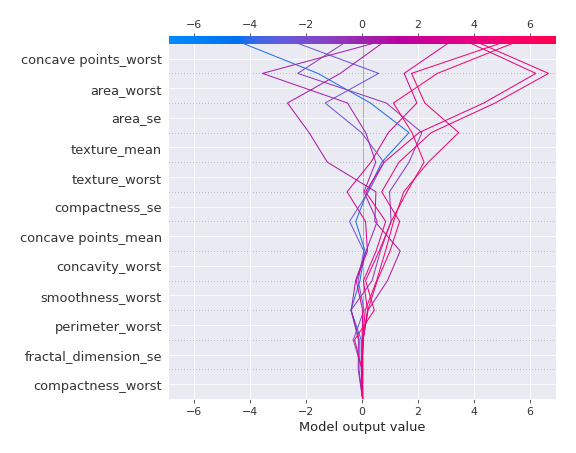 −6 −4 −2 0 2 4 6
concave points_worst
area_worst
area_se
texture_mean
texture_worst
compactness_se
concave points_mean
concavity_worst
smoothness_worst
perimeter_worst
fractal_dimension_se
compactness_worst
−6 −4 −2 0 2 4 6
Model output value